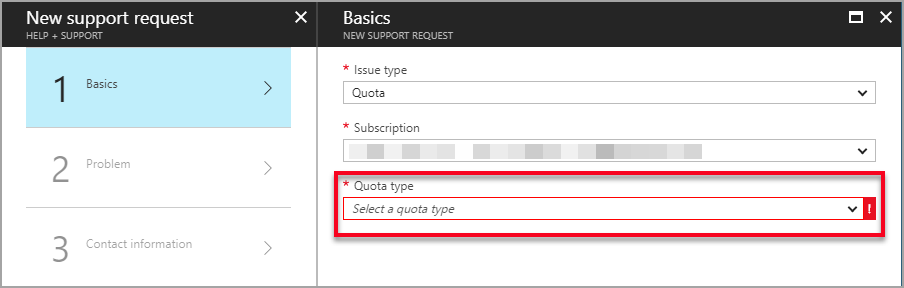 New support request
HELP + SUPPORT
1 Basics
2 Problem
3 Contact information
Basics
NEW SUPPORT REQUEST
* Issue type
Quota
* Subscription
* Quota type
Select a quota type
!